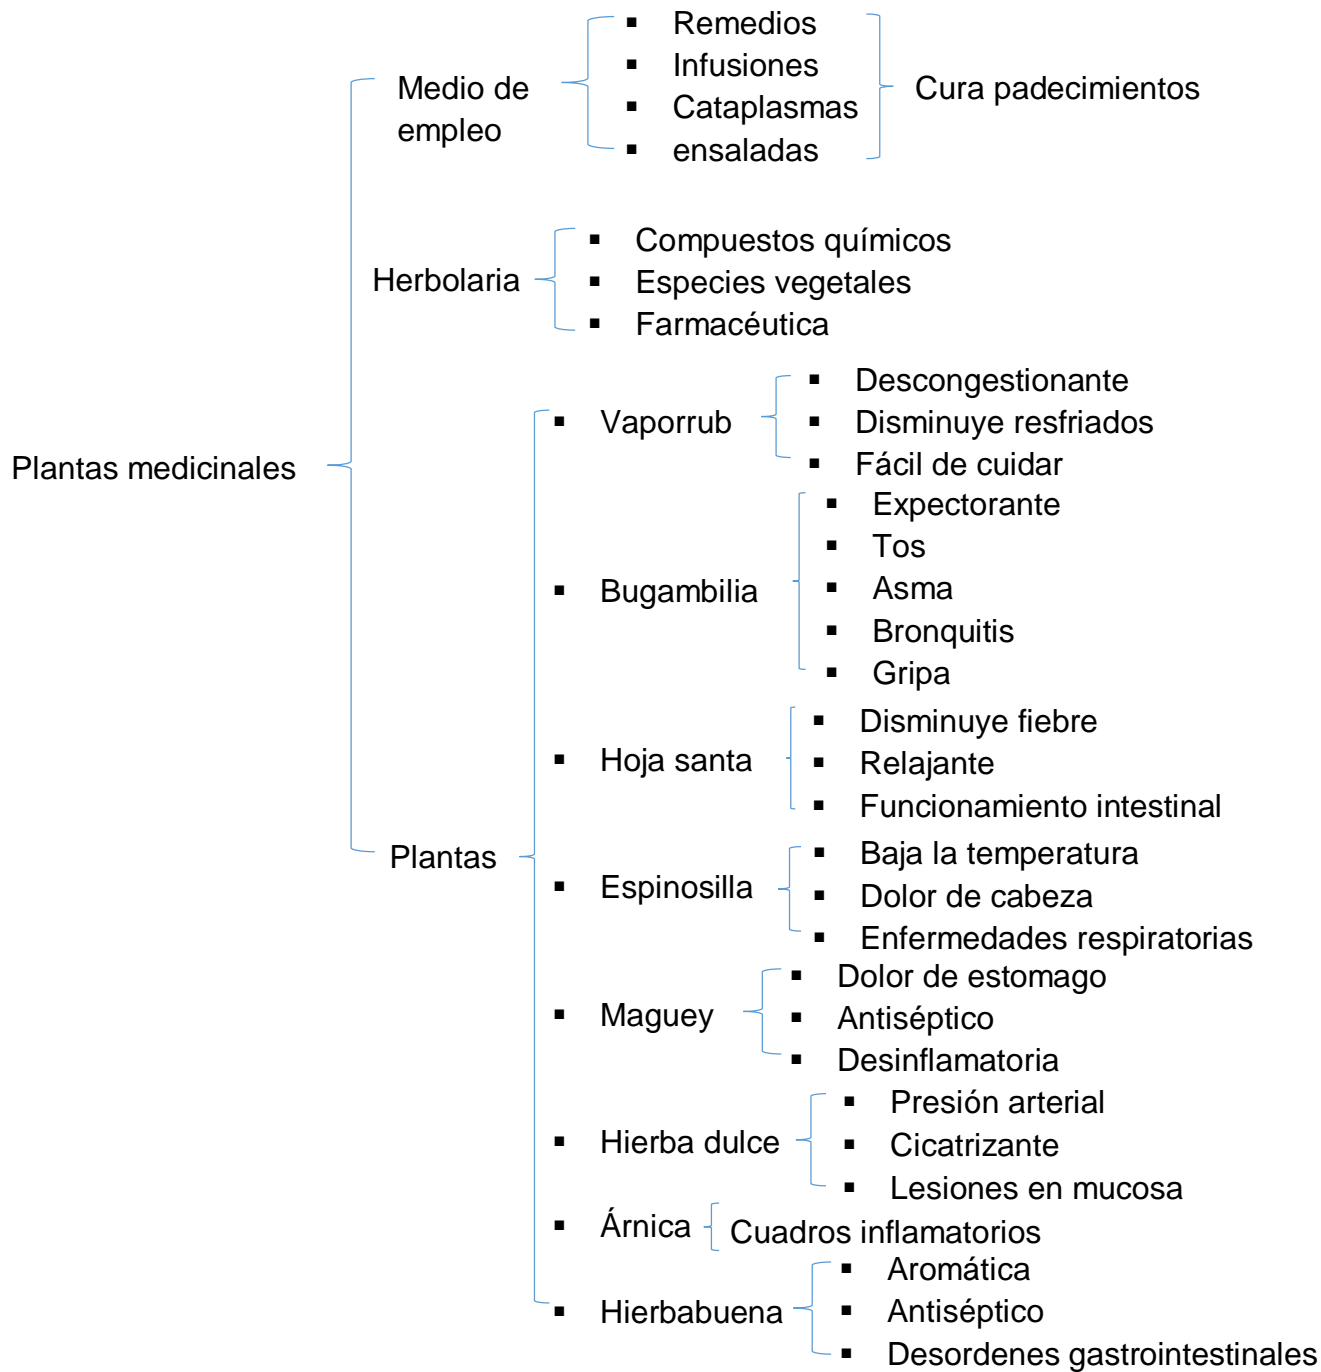 Plantas medicinales
Medio de
empleo
▪ Remedios
▪ Infusiones
▪ Cataplasmas
▪ ensaladas
Cura padecimientos
Herbolaria
▪ Compuestos químicos
▪ Especies vegetales
▪ Farmacéutica
Plantas
▪ Vaporrub
▪ Descongestionante
▪ Disminuye resfriados
▪ Fácil de cuidar
▪ Bugambilia
▪ Expectorante
▪ Tos
▪ Asma
▪ Bronquitis
▪ Gripa
▪ Hoja santa
▪ Disminuye fiebre
▪ Relajante
▪ Funcionamiento intestinal
▪ Espinosilla
▪ Baja la temperatura
▪ Dolor de cabeza
▪ Enfermedades respiratorias
▪ Maguey
▪ Dolor de estomago
▪ Antiséptico
▪ Desinflamatoria
▪ Hierba dulce
▪ Presión arterial
▪ Cicatrizante
▪ Lesiones en mucosa
▪ Árnica
Cuadros inflamatorios
▪ Hierbabuena
▪ Aromática
▪ Antiséptico
▪ Desordenes gastrointestinales